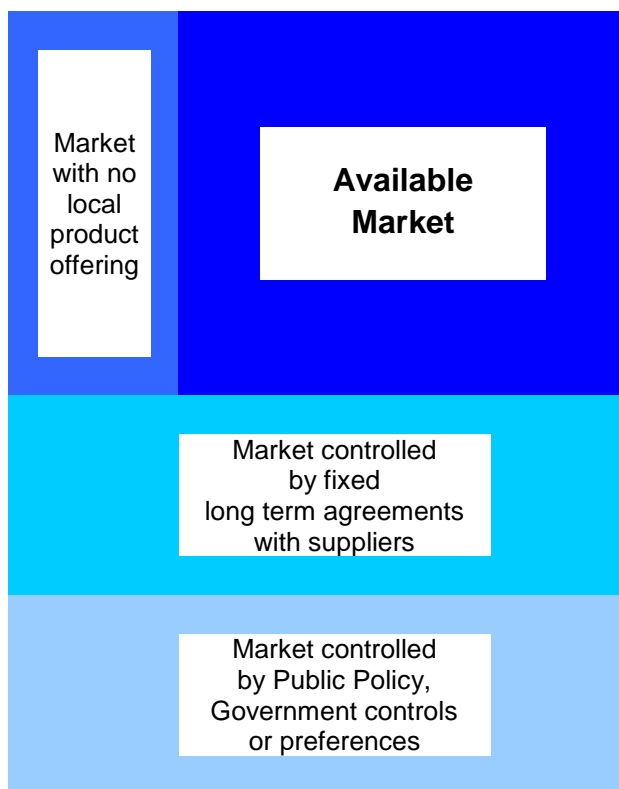 Market
with no
local
product
offering
Available
Market
Market controlled
by fixed
long term agreements
with suppliers
Market controlled
by Public Policy,
Government controls
or preferences